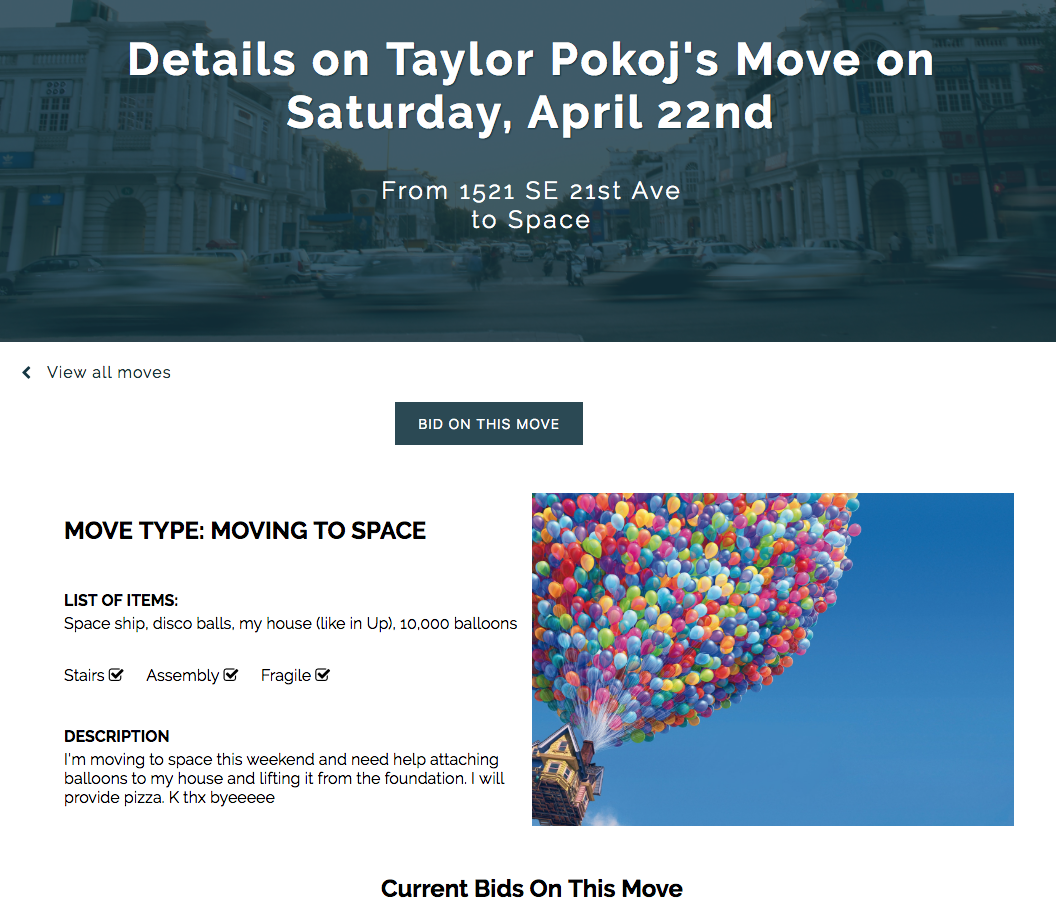 Details on Taylor Pokoj's Move on
Saturday, April 22nd
From 1521 SE 21st Ave
to Space
View all moves
BID ON THIS MOVE
MOVE TYPE: MOVING TO SPACE
LIST OF ITEMS:
Space ship, disco balls, my house (like in Up), 10,000 balloons
Stairs Assembly Fragile
DESCRIPTION
I'm moving to space this weekend and need help attaching
balloons to my house and lifting it from the foundation. I will
provide pizza. K thx byeeeee
Current Bids On This Move